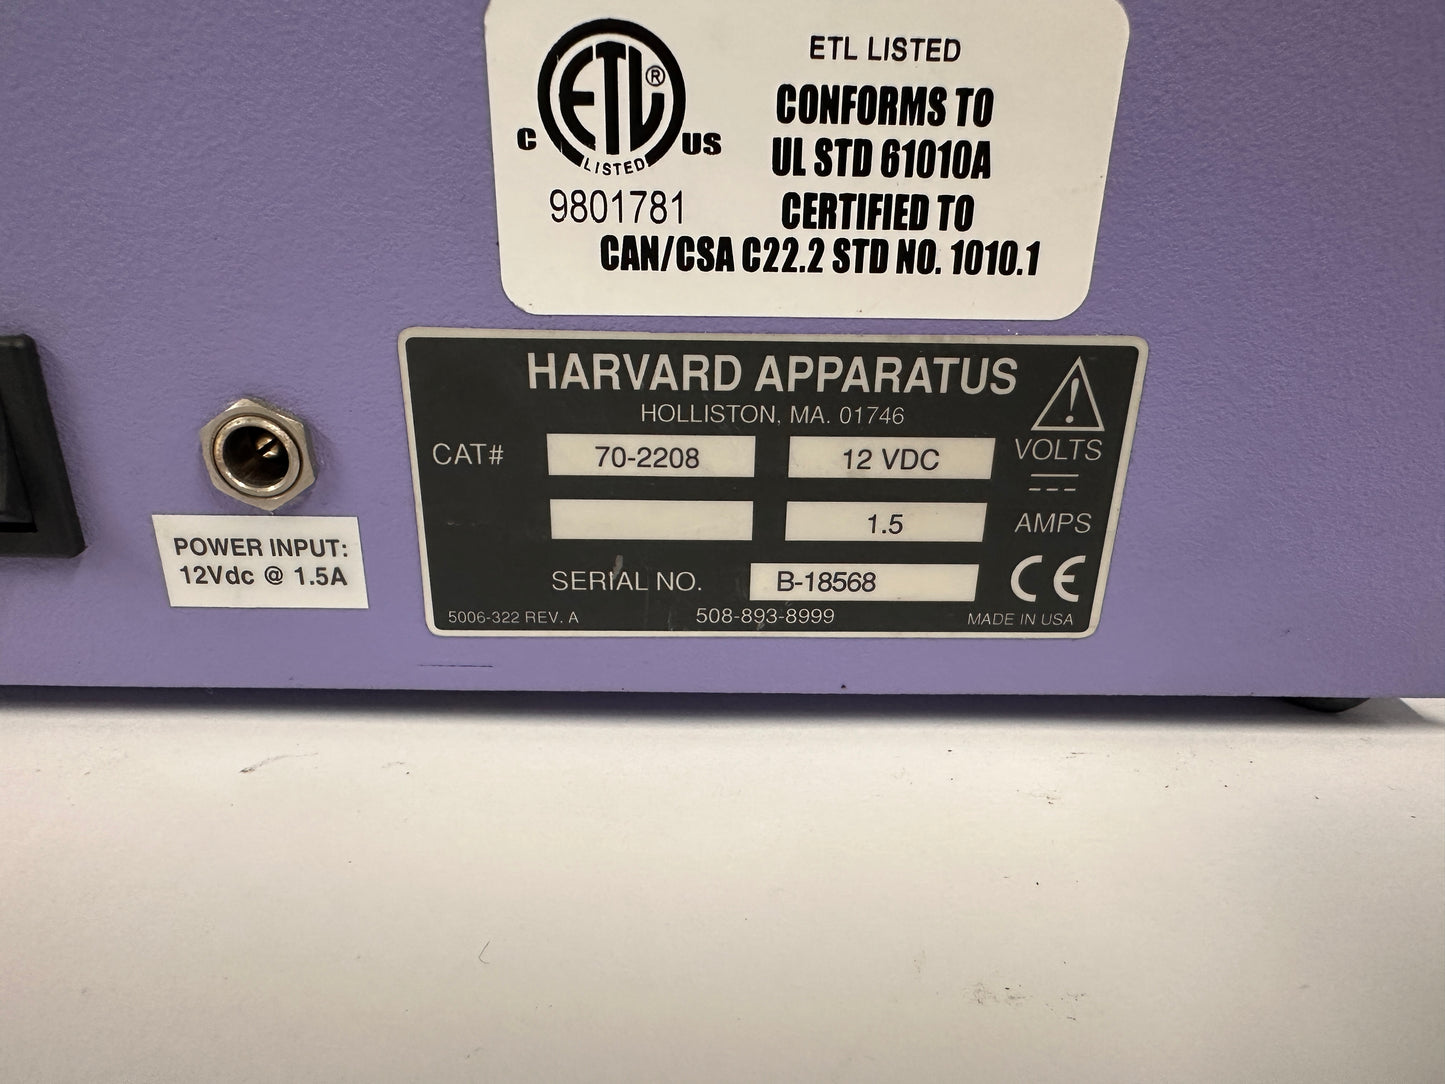 ETL LISTED
ETL®
C US
LISTED
CONFORMS TO
UL STD 61010A
9801781
CERTIFIED TO
CAN/CSA C22.2 STD NO. 1010.1
HARVARD APPARATUS
HOLLISTON, MA. 01746
CAT# 70-2208 12 VDC VOLTS
1.5 AMPS
SERIAL NO. B-18568 CE
5006-322 REV. A 508-893-8999 MADE IN USA
POWER INPUT:
12Vdc @ 1.5A